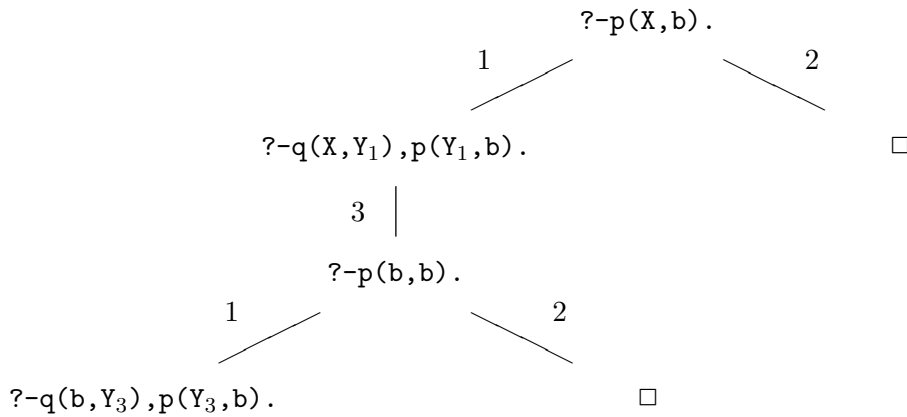 ?-p(X,b).
1 2
?-q(X,Y₁),p(Y₁,b). □
3
?-p(b,b).
1 2
?-q(b,Y₃),p(Y₃,b). □